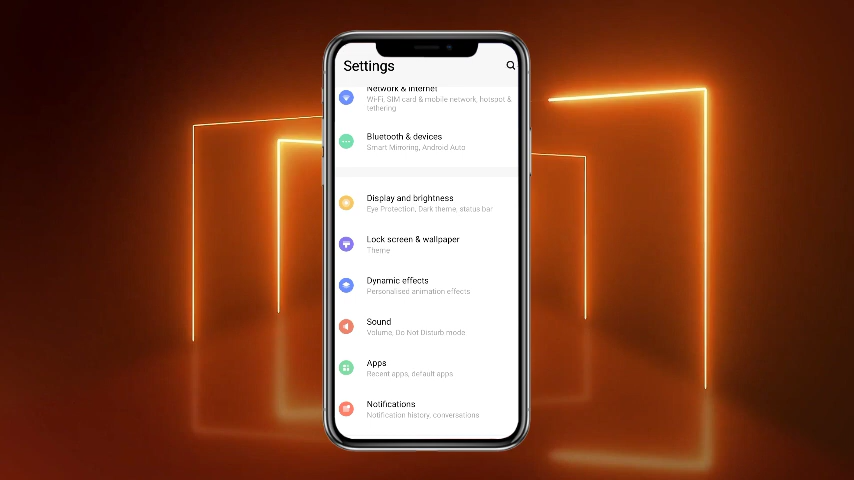 Settings
Network & internet
Wi-Fi, SIM card & mobile network, hotspot &
tethering
Bluetooth & devices
Smart Mirroring, Android Auto
Display and brightness
Eye Protection, Dark theme, status bar
Lock screen & wallpaper
Theme
Dynamic effects
Personalised animation effects
Sound
Volume, Do Not Disturb mode
Apps
Recent apps, default apps
Notifications
Notification history, conversations